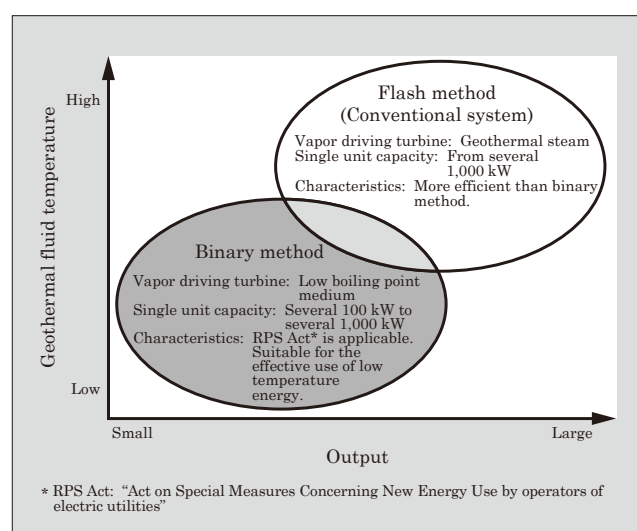 Geothermal fluid temperature
High
Low
Flash method
(Conventional system)
Vapor driving turbine: Geothermal steam
Single unit capacity: From several
1,000 kW
Characteristics: More efficient than binary
method.
Binary method
Vapor driving turbine: Low boiling point
medium
Single unit capacity: Several 100 kW to
several 1,000 kW
Characteristics: RPS Act* is applicable.
Suitable for the
effective use of low
temperature
energy.
Small
Large
Output
* RPS Act: “Act on Special Measures Concerning New Energy Use by operators of
electric utilities”